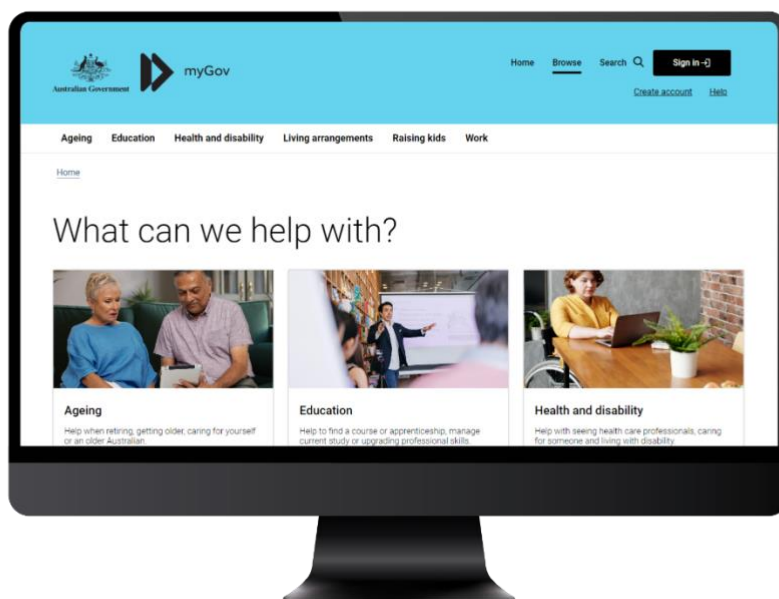 Australian Government
myGov
Home Browse Search Sign in
Create account Help
Ageing Education Health and disability Living arrangements Raising kids Work
Home
What can we help with?
Ageing
Help when retiring, getting older, caring for yourself
or an older Australian.
Education
Help to find a course or apprenticeship, manage
current study or upgrading professional skills.
Health and disability
Help with seeing health care professionals, caring
for someone and living with disability